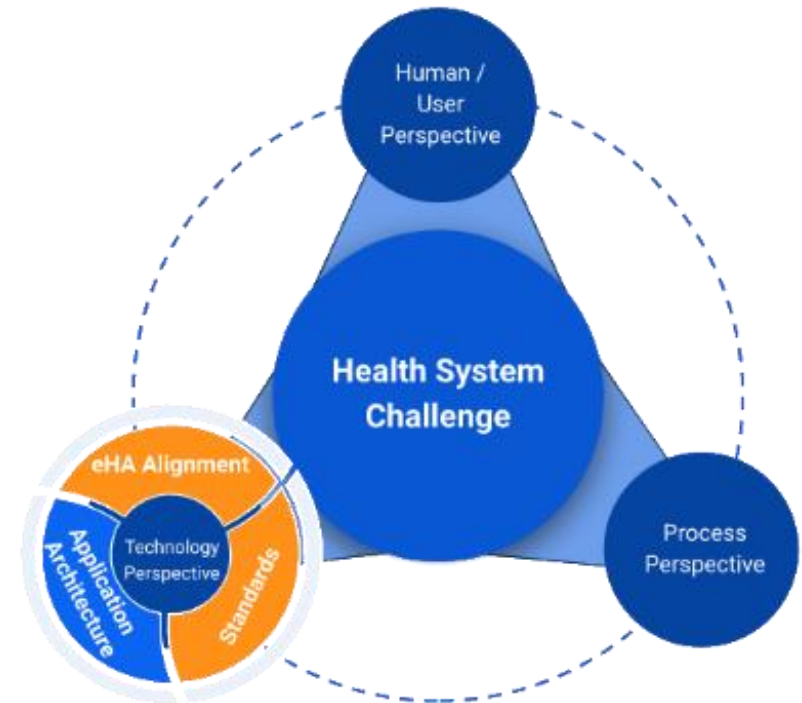 Human /
User
Perspective
Health System
Challenge
eHA Alignment
Technology
Perspective
Application
Architecture
Standards
Process
Perspective